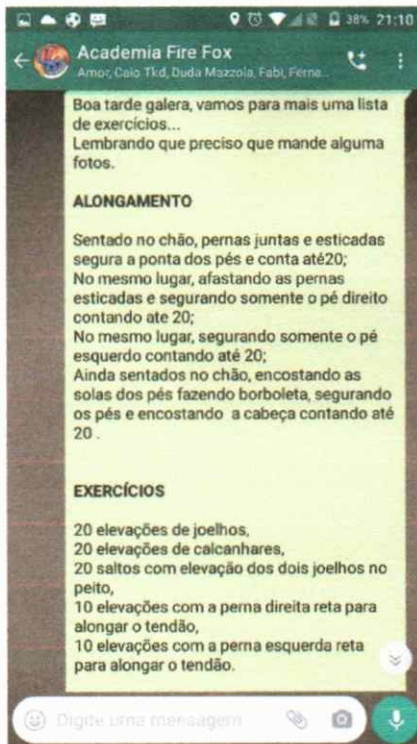 38% 21:10
Academia Fire Fox
Amor, Caio Tkd, Duda Mazzola, Fabi, Ferna...
Boa tarde galera, vamos para mais uma lista
de exercícios...
Lembrando que preciso que mande alguma
fotos.
ALONGAMENTO
Sentado no chão, pernas juntas e esticadas
segura a ponta dos pés e conta até20;
No mesmo lugar, afastando as pernas
esticadas e segurando somente o pé direito
contando ate 20;
No mesmo lugar, segurando somente o pé
esquerdo contando até 20;
Ainda sentados no chão, encostando as
solas dos pés fazendo borboleta, segurando
os pés e encostando a cabeça contando até
20 .
EXERCÍCIOS
20 elevações de joelhos,
20 elevações de calcanhares,
20 saltos com elevação dos dois joelhos no
peito,
10 elevações com a perna direita reta para
alongar o tendão,
10 elevações com a perna esquerda reta
para alongar o tendão.
Digite uma mensagem